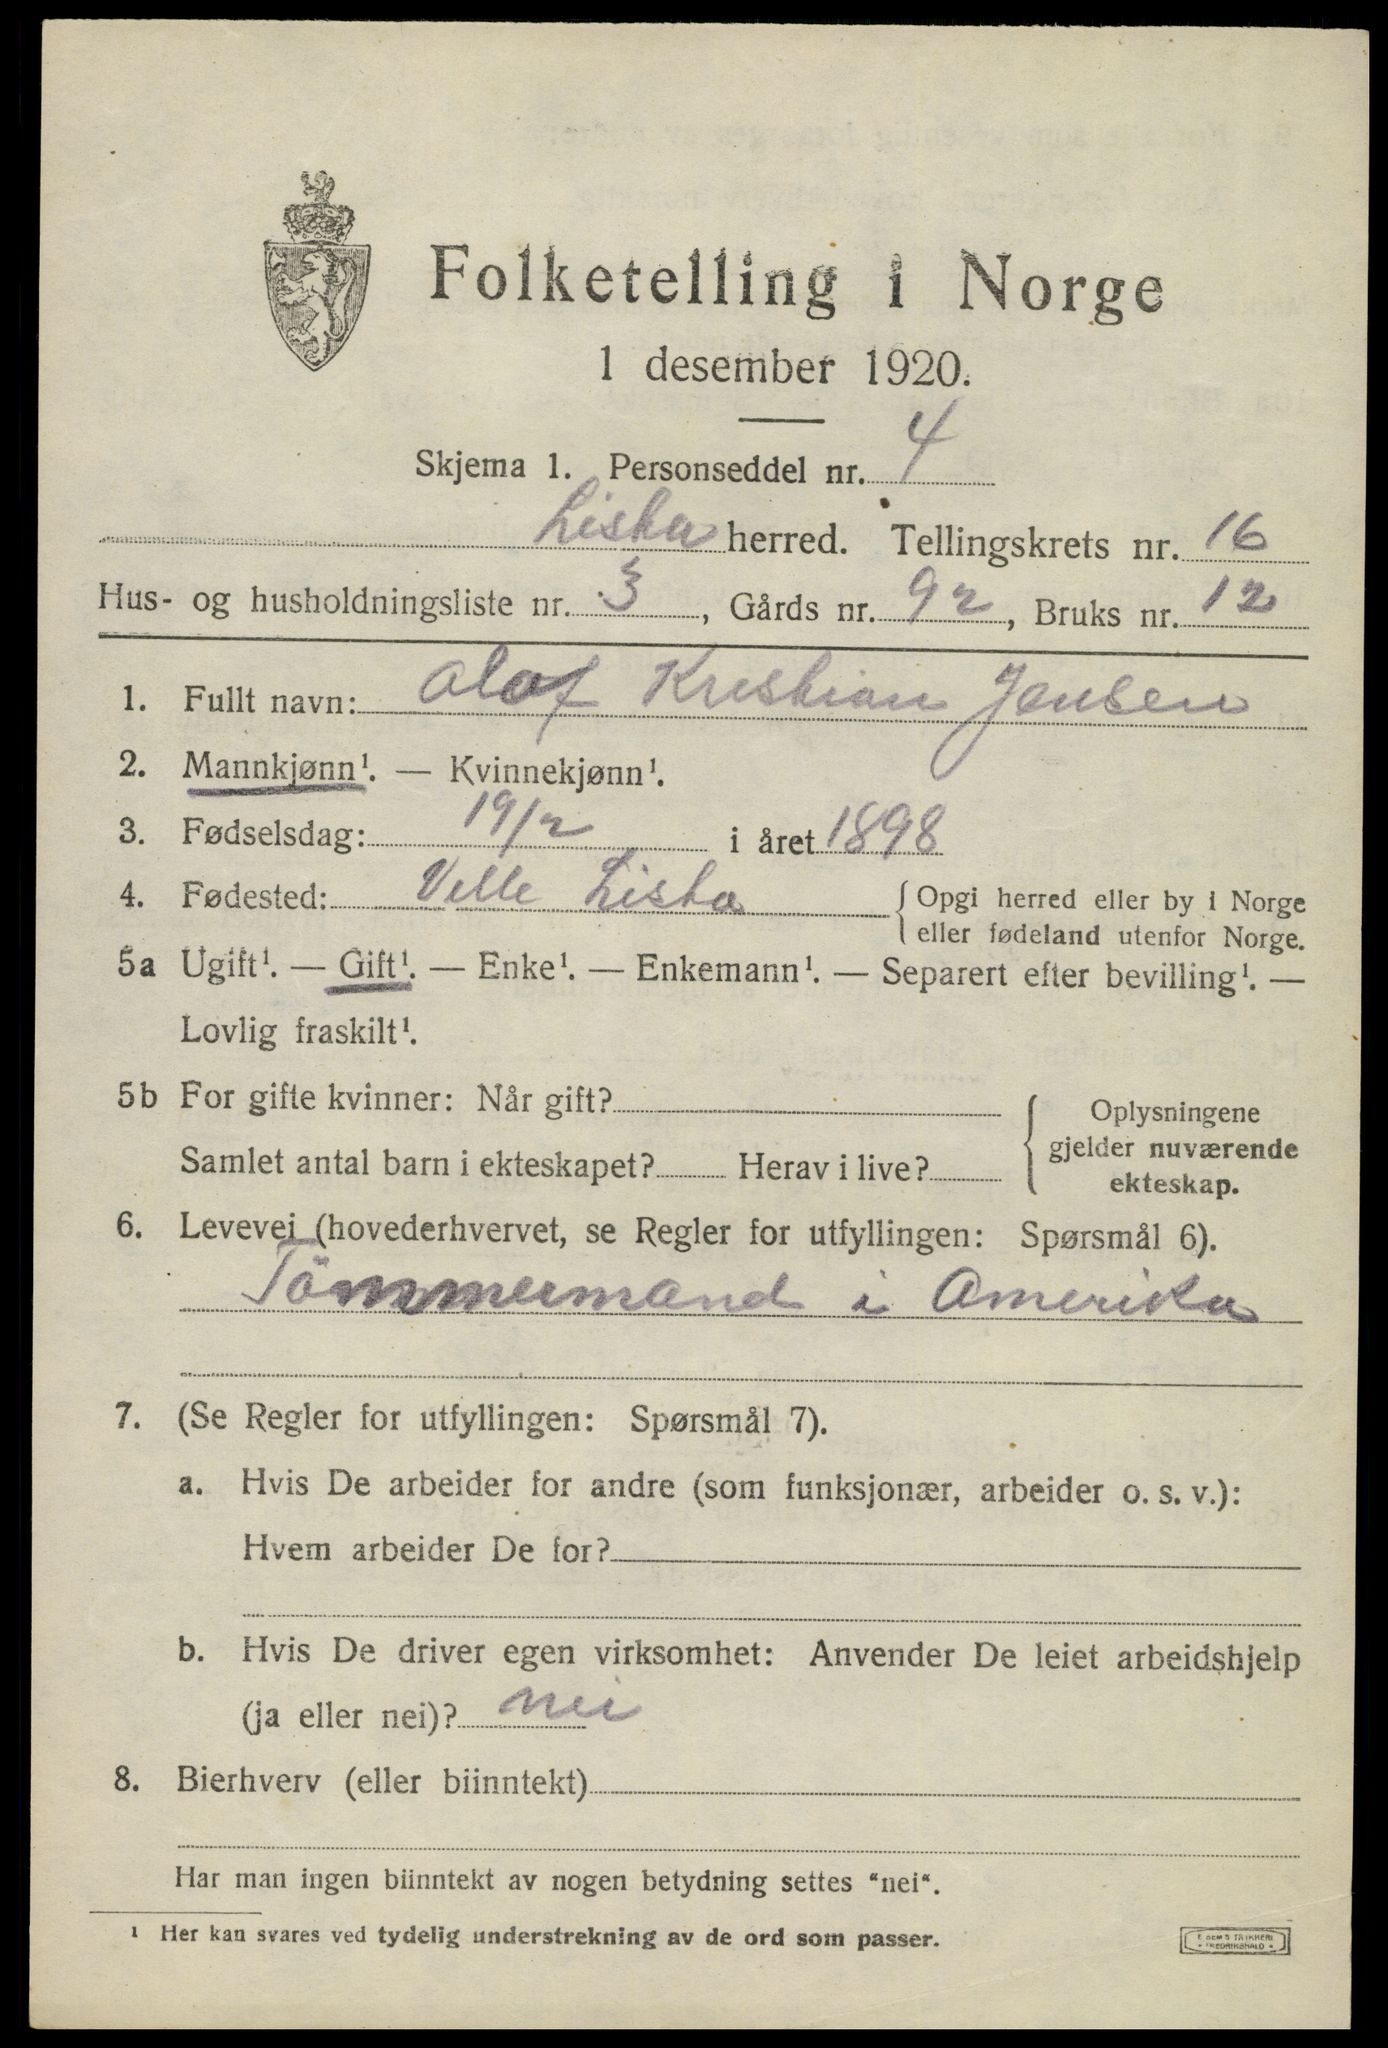 Folketelling i Norge
1 desember 1920.
Skjema 1. Personseddel nr. 4
Lista herred. Tellingskrets nr. 16
Hus- og husholdningsliste nr. 3, Gårds nr. 92, Bruks nr. 12
1. Fullt navn: Olaf Kristian Jensen
2. Mannkjønn¹. — Kvinnekjønn¹.
3. Fødselsdag: 19/2 i året 1898
4. Fødested: Lista { Opgi herred eller by i Norge
eller fødeland utenfor Norge.
5a Ugift¹. — Gift¹. — Enke¹. — Enkemann¹. — Separert efter bevilling¹. —
Lovlig fraskilt¹.
5b For gifte kvinner: Når gift? { Oplysningene
gjelder nuværende
Samlet antal barn i ekteskapet? Herav i live?
ekteskap.
6. Levevei (hovederhvervet, se Regler for utfyllingen: Spørsmål 6).
Tömmermand i Amerika
7. (Se Regler for utfyllingen: Spørsmål 7).
a. Hvis De arbeider for andre (som funksjonær, arbeider o. s. v.):
Hvem arbeider De for?
b. Hvis De driver egen virksomhet: Anvender De leiet arbeidshjelp
(ja eller nei)? nei
8. Bierhverv (eller biinntekt)
Har man ingen biinntekt av nogen betydning settes "nei".
¹ Her kan svares ved tydelig understrekning av de ord som passer.